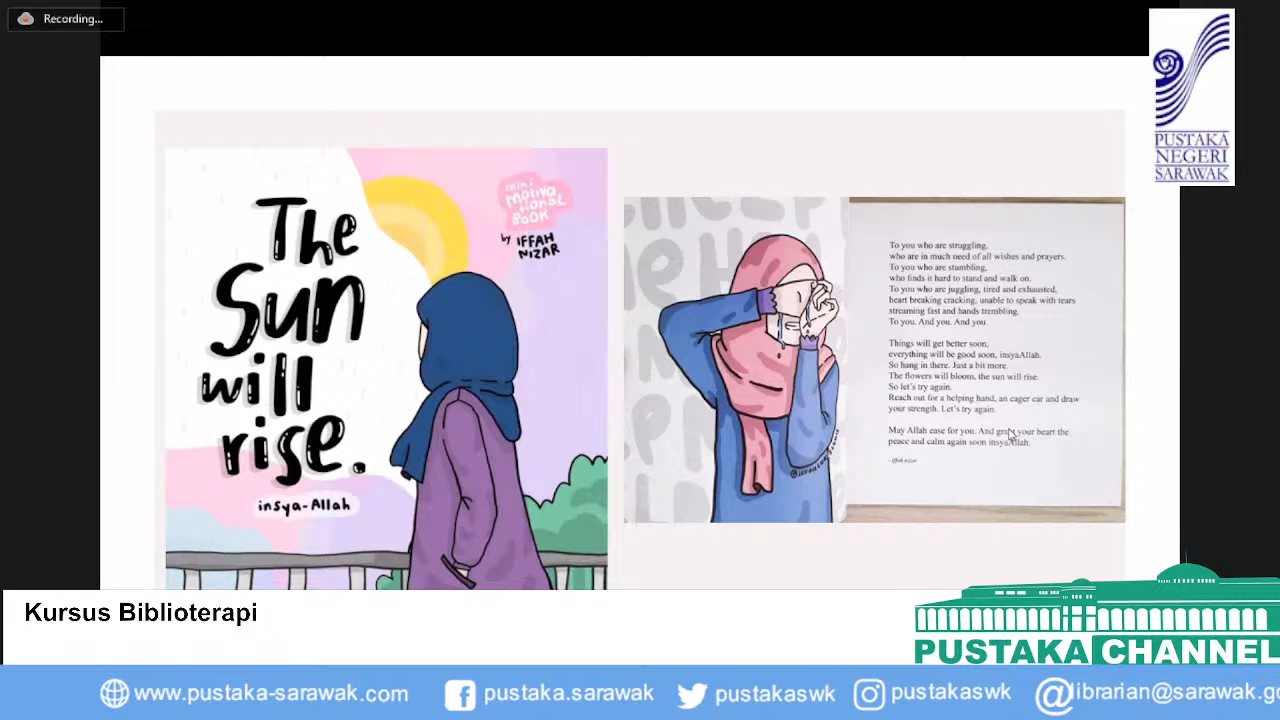 Recording...
PUSTAKA
NEGERI
SARAWAK
The
Sun
will
rise.
insya-Allah
mini
motiva
tional
BOOK
by IFFAH
NIZAR
To you who are struggling,
who are in much need of all wishes and prayers.
To you who are stumbling,
who finds it hard to stand and walk on.
To you who are juggling, tired and exhausted,
heart breaking cracking, unable to speak with tears
streaming fast and hands trembling.
To you. And you. And you.
Things will get better soon,
everything will be good soon, insyaAllah.
So hang in there. Just a bit more.
The flowers will bloom, the sun will rise.
So let's try again.
Reach out for a helping hand, an eager ear and draw
your strength. Let's try again.
May Allah ease for you. And grant your heart the
peace and calm again soon insyaAllah.
Kursus Biblioterapi
PUSTAKA CHANNEL
www.pustaka-sarawak.com
pustaka.sarawak
pustakaswk
pustakaswk
librarian@sarawak.go